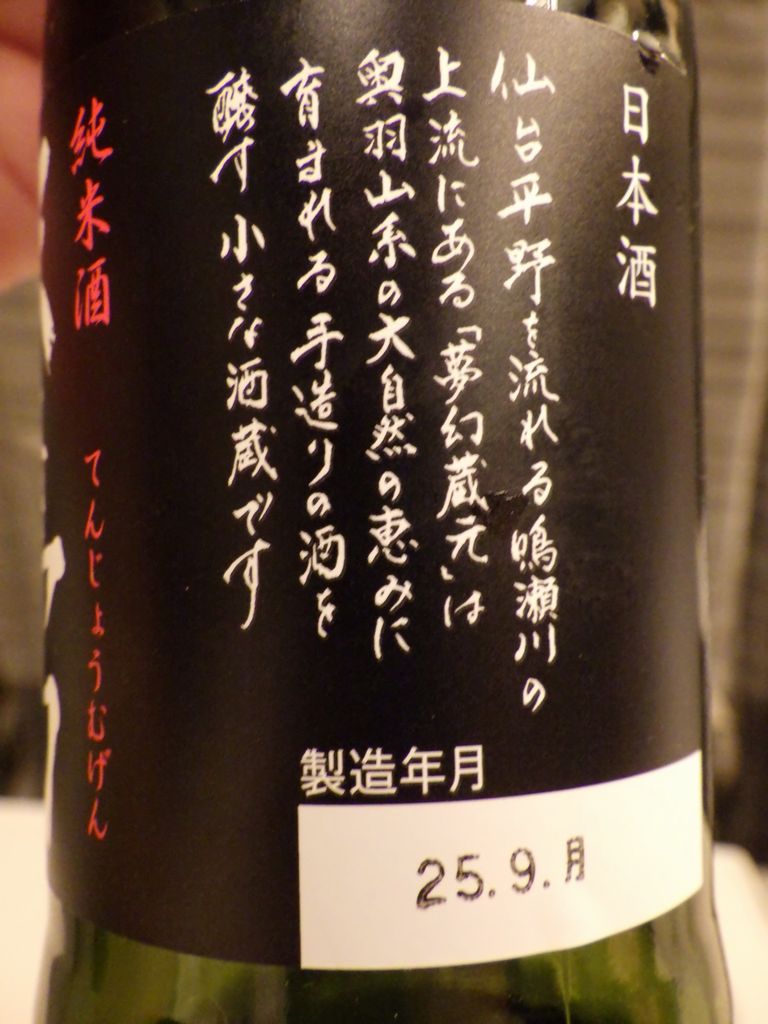 日本酒
仙台平野を流れる鳴瀬川の
上流にある「夢幻蔵元」は
奥羽山系の大自然の恵みに
育まれる手造りの酒を
醸す小さな酒蔵です
純米酒
てんじょうむげん
製造年月
25.9.月